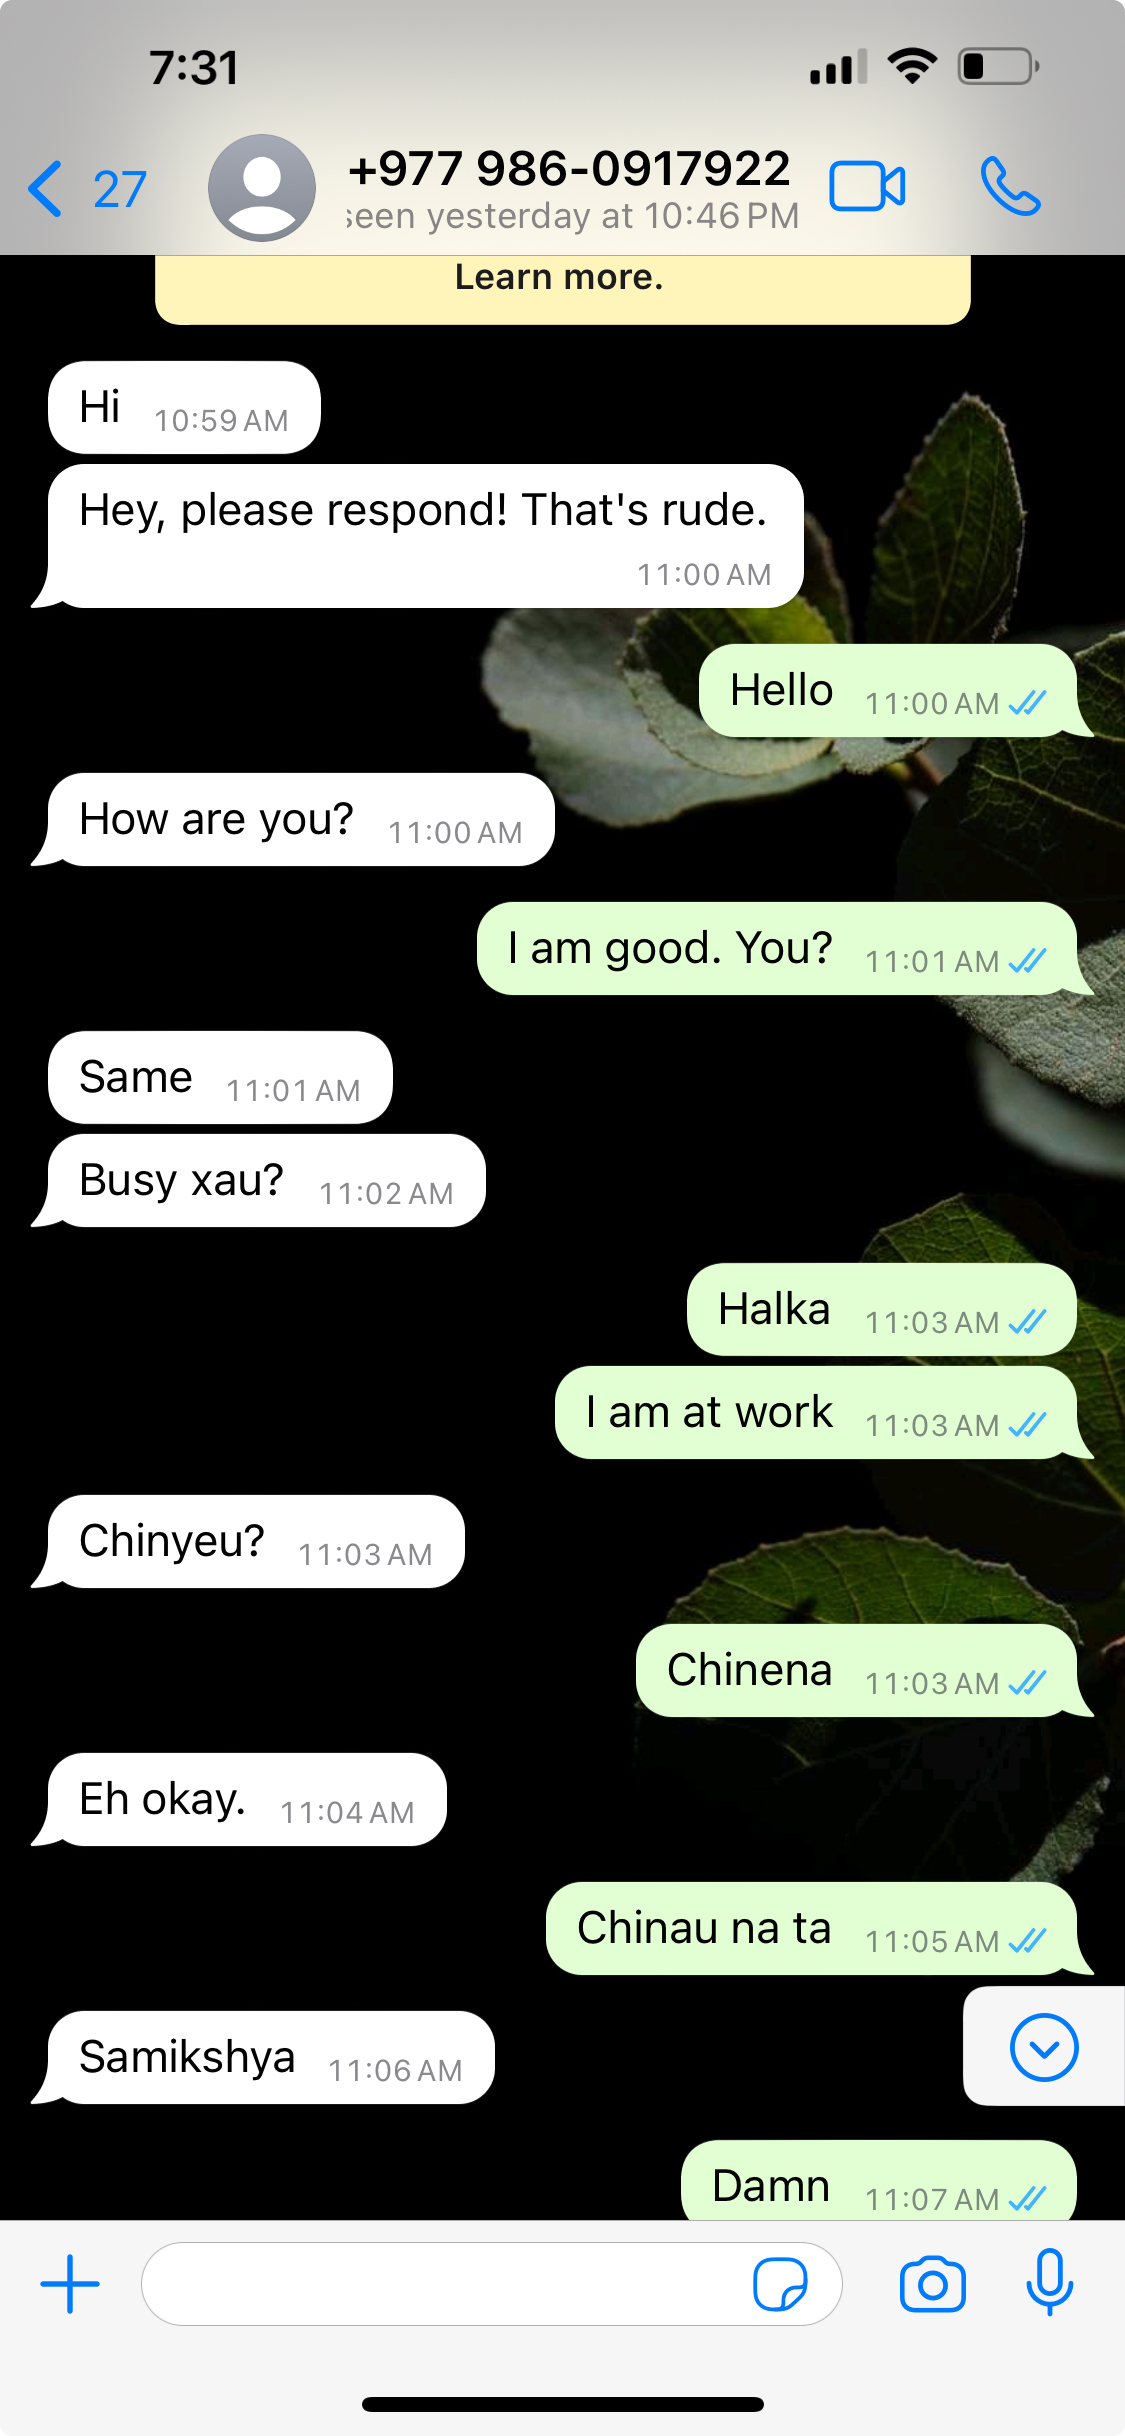 7:31
27
+977 986-0917922
seen yesterday at 10:46 PM
Learn more.
Hi 10:59 AM
Hey, please respond! That's rude.
11:00 AM
Hello 11:00 AM
How are you? 11:00 AM
I am good. You? 11:01 AM
Same 11:01 AM
Busy xau? 11:02 AM
Halka 11:03 AM
I am at work 11:03 AM
Chinyeu? 11:03 AM
Chinena 11:03 AM
Eh okay. 11:04 AM
Chinau na ta 11:05 AM
Samikshya 11:06 AM
Damn 11:07 AM